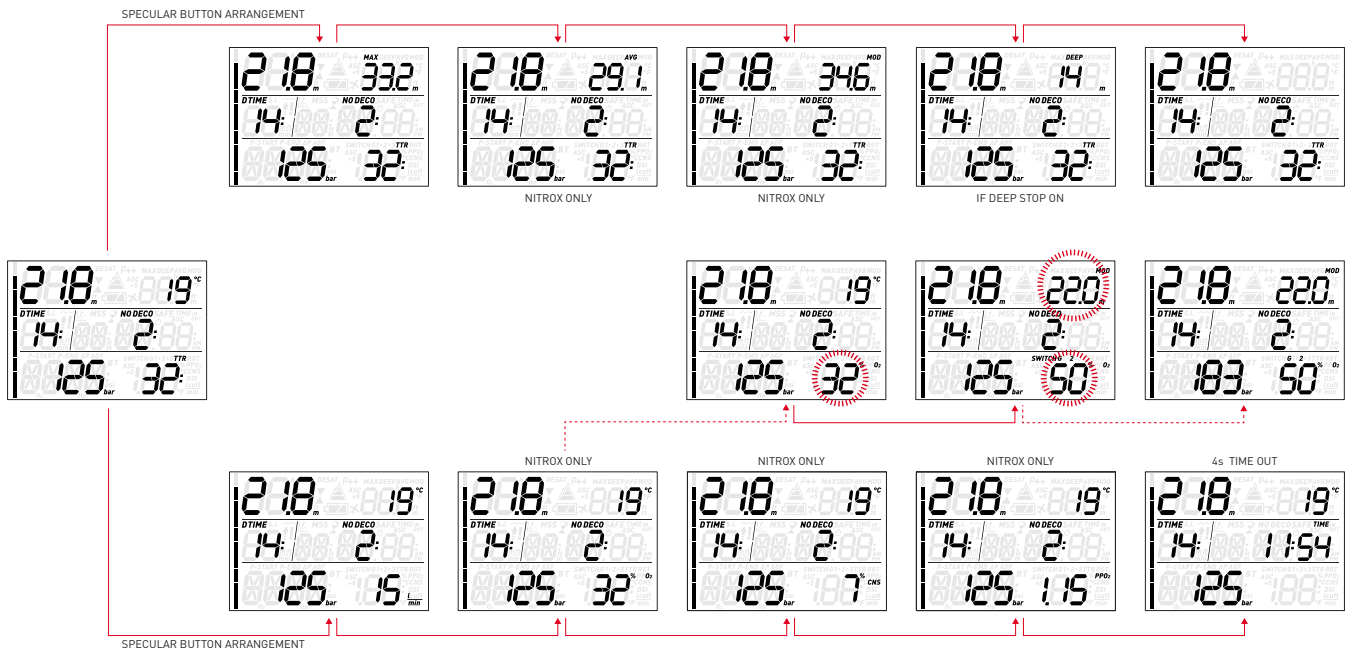 SPECULAR BUTTON ARRANGEMENT
MAX AVG MOD DEEP
21.8 m 33.2 m 21.8 m 29.1 m 21.8 m 34.6 m 21.8 m 14 m 21.8 m
DTIME NO DECO DTIME NO DECO DTIME NO DECO DTIME NO DECO DTIME NO DECO
14: 2: 14: 2: 14: 2: 14: 2: 14: 2:
TTR TTR TTR TTR TTR
125 bar 32: 125 bar 32: 125 bar 32: 125 bar 32: 125 bar 32:
NITROX ONLY NITROX ONLY IF DEEP STOP ON
MOD MOD
21.8 m 19 °C 21.8 m 19 °C 21.8 m 22.0 m 21.8 m 22.0 m
DTIME NO DECO DTIME NO DECO DTIME NO DECO DTIME NO DECO
14: 2: 14: 2: 14: 2: 14: 2:
TTR SWITCH G 2 G 2
125 bar 32: 125 bar 32 % O₂ 125 bar 50 % O₂ 183 bar 50 % O₂
NITROX ONLY NITROX ONLY NITROX ONLY 4s TIME OUT
21.8 m 19 °C 21.8 m 19 °C 21.8 m 19 °C 21.8 m 19 °C 21.8 m 19 °C
DTIME NO DECO DTIME NO DECO DTIME NO DECO DTIME NO DECO DTIME TIME
14: 2: 14: 2: 14: 2: 14: 2: 14: 11:54
125 bar 15 l/min 125 bar 32 % O₂ 125 bar 7 % CNS 125 bar 1.15 PPO₂ 125 bar
SPECULAR BUTTON ARRANGEMENT